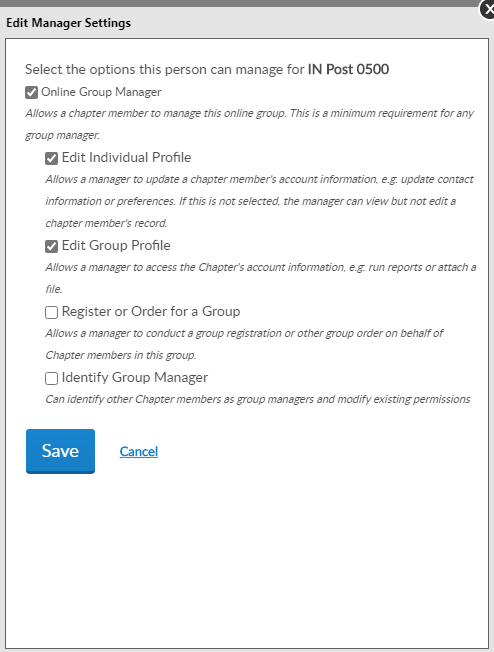 Edit Manager Settings
Select the options this person can manage for IN Post 0500
Online Group Manager
Allows a chapter member to manage this online group. This is a minimum requirement for any
group manager.
Edit Individual Profile
Allows a manager to update a chapter member's account information, e.g. update contact
information or preferences. If this is not selected, the manager can view but not edit a
chapter member's record.
Edit Group Profile
Allows a manager to access the Chapter's account information, e.g. run reports or attach a
file.
Register or Order for a Group
Allows a manager to conduct a group registration or other group order on behalf of
Chapter members in this group.
Identify Group Manager
Can identify other Chapter members as group managers and modify existing permissions
Save Cancel